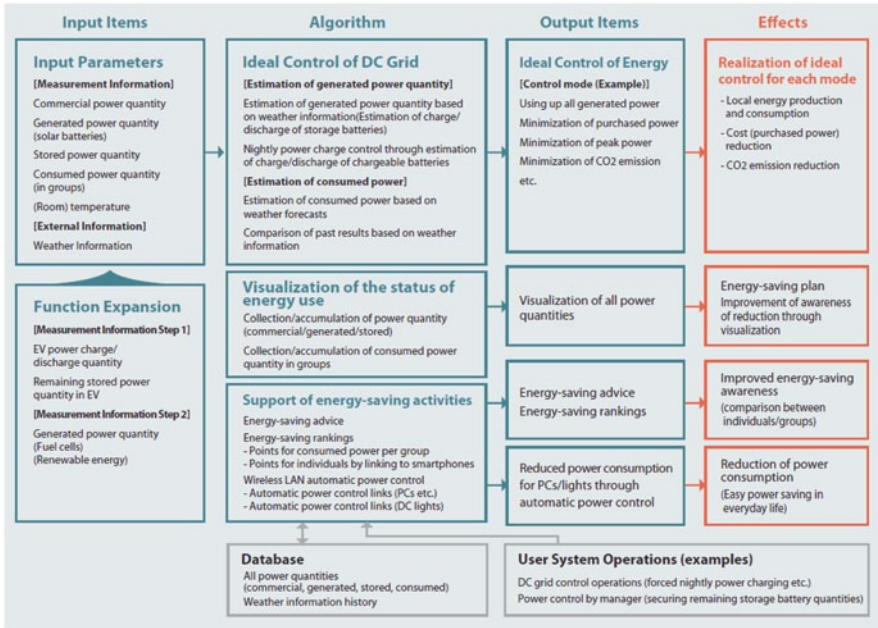 Input Items
Algorithm
Output Items
Effects
Input Parameters
[Measurement Information]
Commercial power quantity
Generated power quantity
(solar batteries)
Stored power quantity
Consumed power quantity
(in groups)
(Room) temperature
[External Information]
Weather Information
Function Expansion
[Measurement Information Step 1]
EV power charge/
discharge quantity
Remaining stored power
quantity in EV
[Measurement Information Step 2]
Generated power quantity
(Fuel cells)
(Renewable energy)
Ideal Control of DC Grid
[Estimation of generated power quantity]
Estimation of generated power quantity based
on weather information(Estimation of charge/
discharge of storage batteries)
Nightly power charge control through estimation
of charge/discharge of chargeable batteries
[Estimation of consumed power]
Estimation of consumed power based on
weather forecasts
Comparison of past results based on weather
information
Visualization of the status of
energy use
Collection/accumulation of power quantity
(commercial/generated/stored)
Collection/accumulation of consumed power
quantity in groups
Support of energy-saving activities
Energy-saving advice
Energy-saving rankings
- Points for consumed power per group
- Points for individuals by linking to smartphones
Wireless LAN automatic power control
- Automatic power control links (PCs etc.)
- Automatic power control links (DC lights)
Ideal Control of Energy
[Control mode (Example)]
Using up all generated power
Minimization of purchased power
Minimization of peak power
Minimization of CO2 emission
etc.
Visualization of all power
quantities
Energy-saving advice
Energy-saving rankings
Reduced power consumption
for PCs/lights through
automatic power control
Realization of ideal
control for each mode
- Local energy production
and consumption
- Cost (purchased power)
reduction
- CO2 emission reduction
Energy-saving plan
Improvement of awareness
of reduction through
visualization
Improved energy-saving
awareness
(comparison between
individuals/groups)
Reduction of power
consumption
(Easy power saving in
everyday life)
Database
All power quantities
(commercial, generated, stored, consumed)
Weather information history
User System Operations (examples)
DC grid control operations (forced nightly power charging etc.)
Power control by manager (securing remaining storage battery quantities)